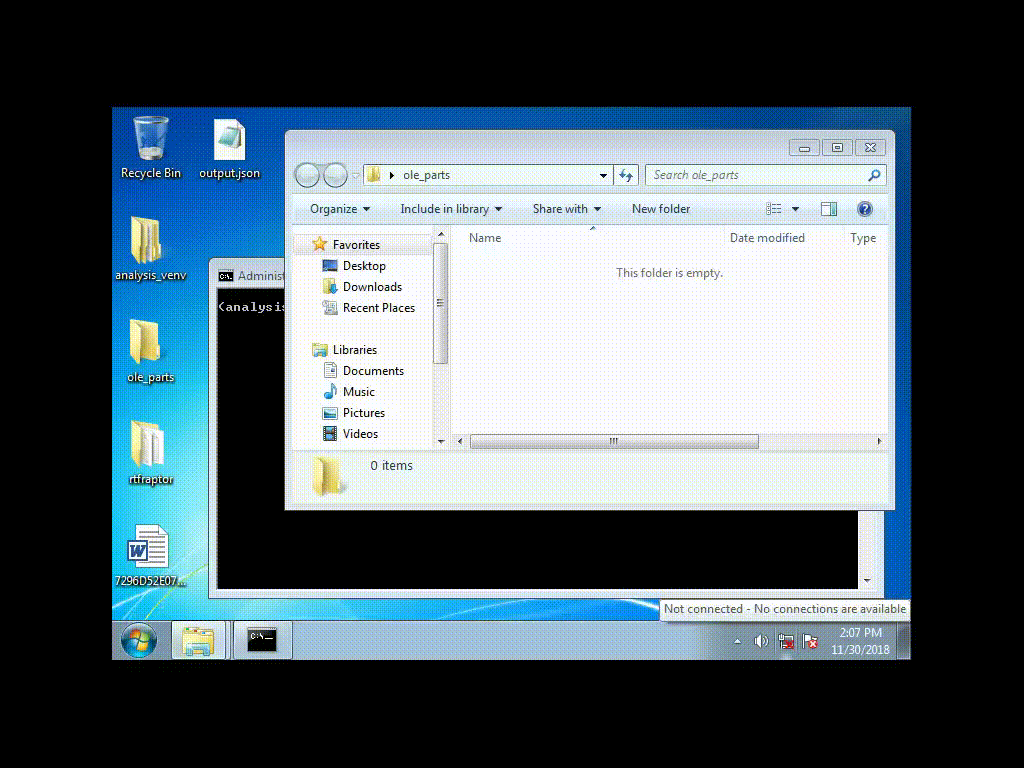 Recycle Bin
output.json
analysis_venv
ole_parts
rtfraptor
7296D52E07...
Administ
(analysis
ole_parts
Search ole_parts
Organize
Include in library
Share with
New folder
Favorites
Desktop
Downloads
Recent Places
Libraries
Documents
Music
Pictures
Videos
Name
Date modified
Type
This folder is empty.
0 items
Not connected - No connections are available
2:07 PM
11/30/2018